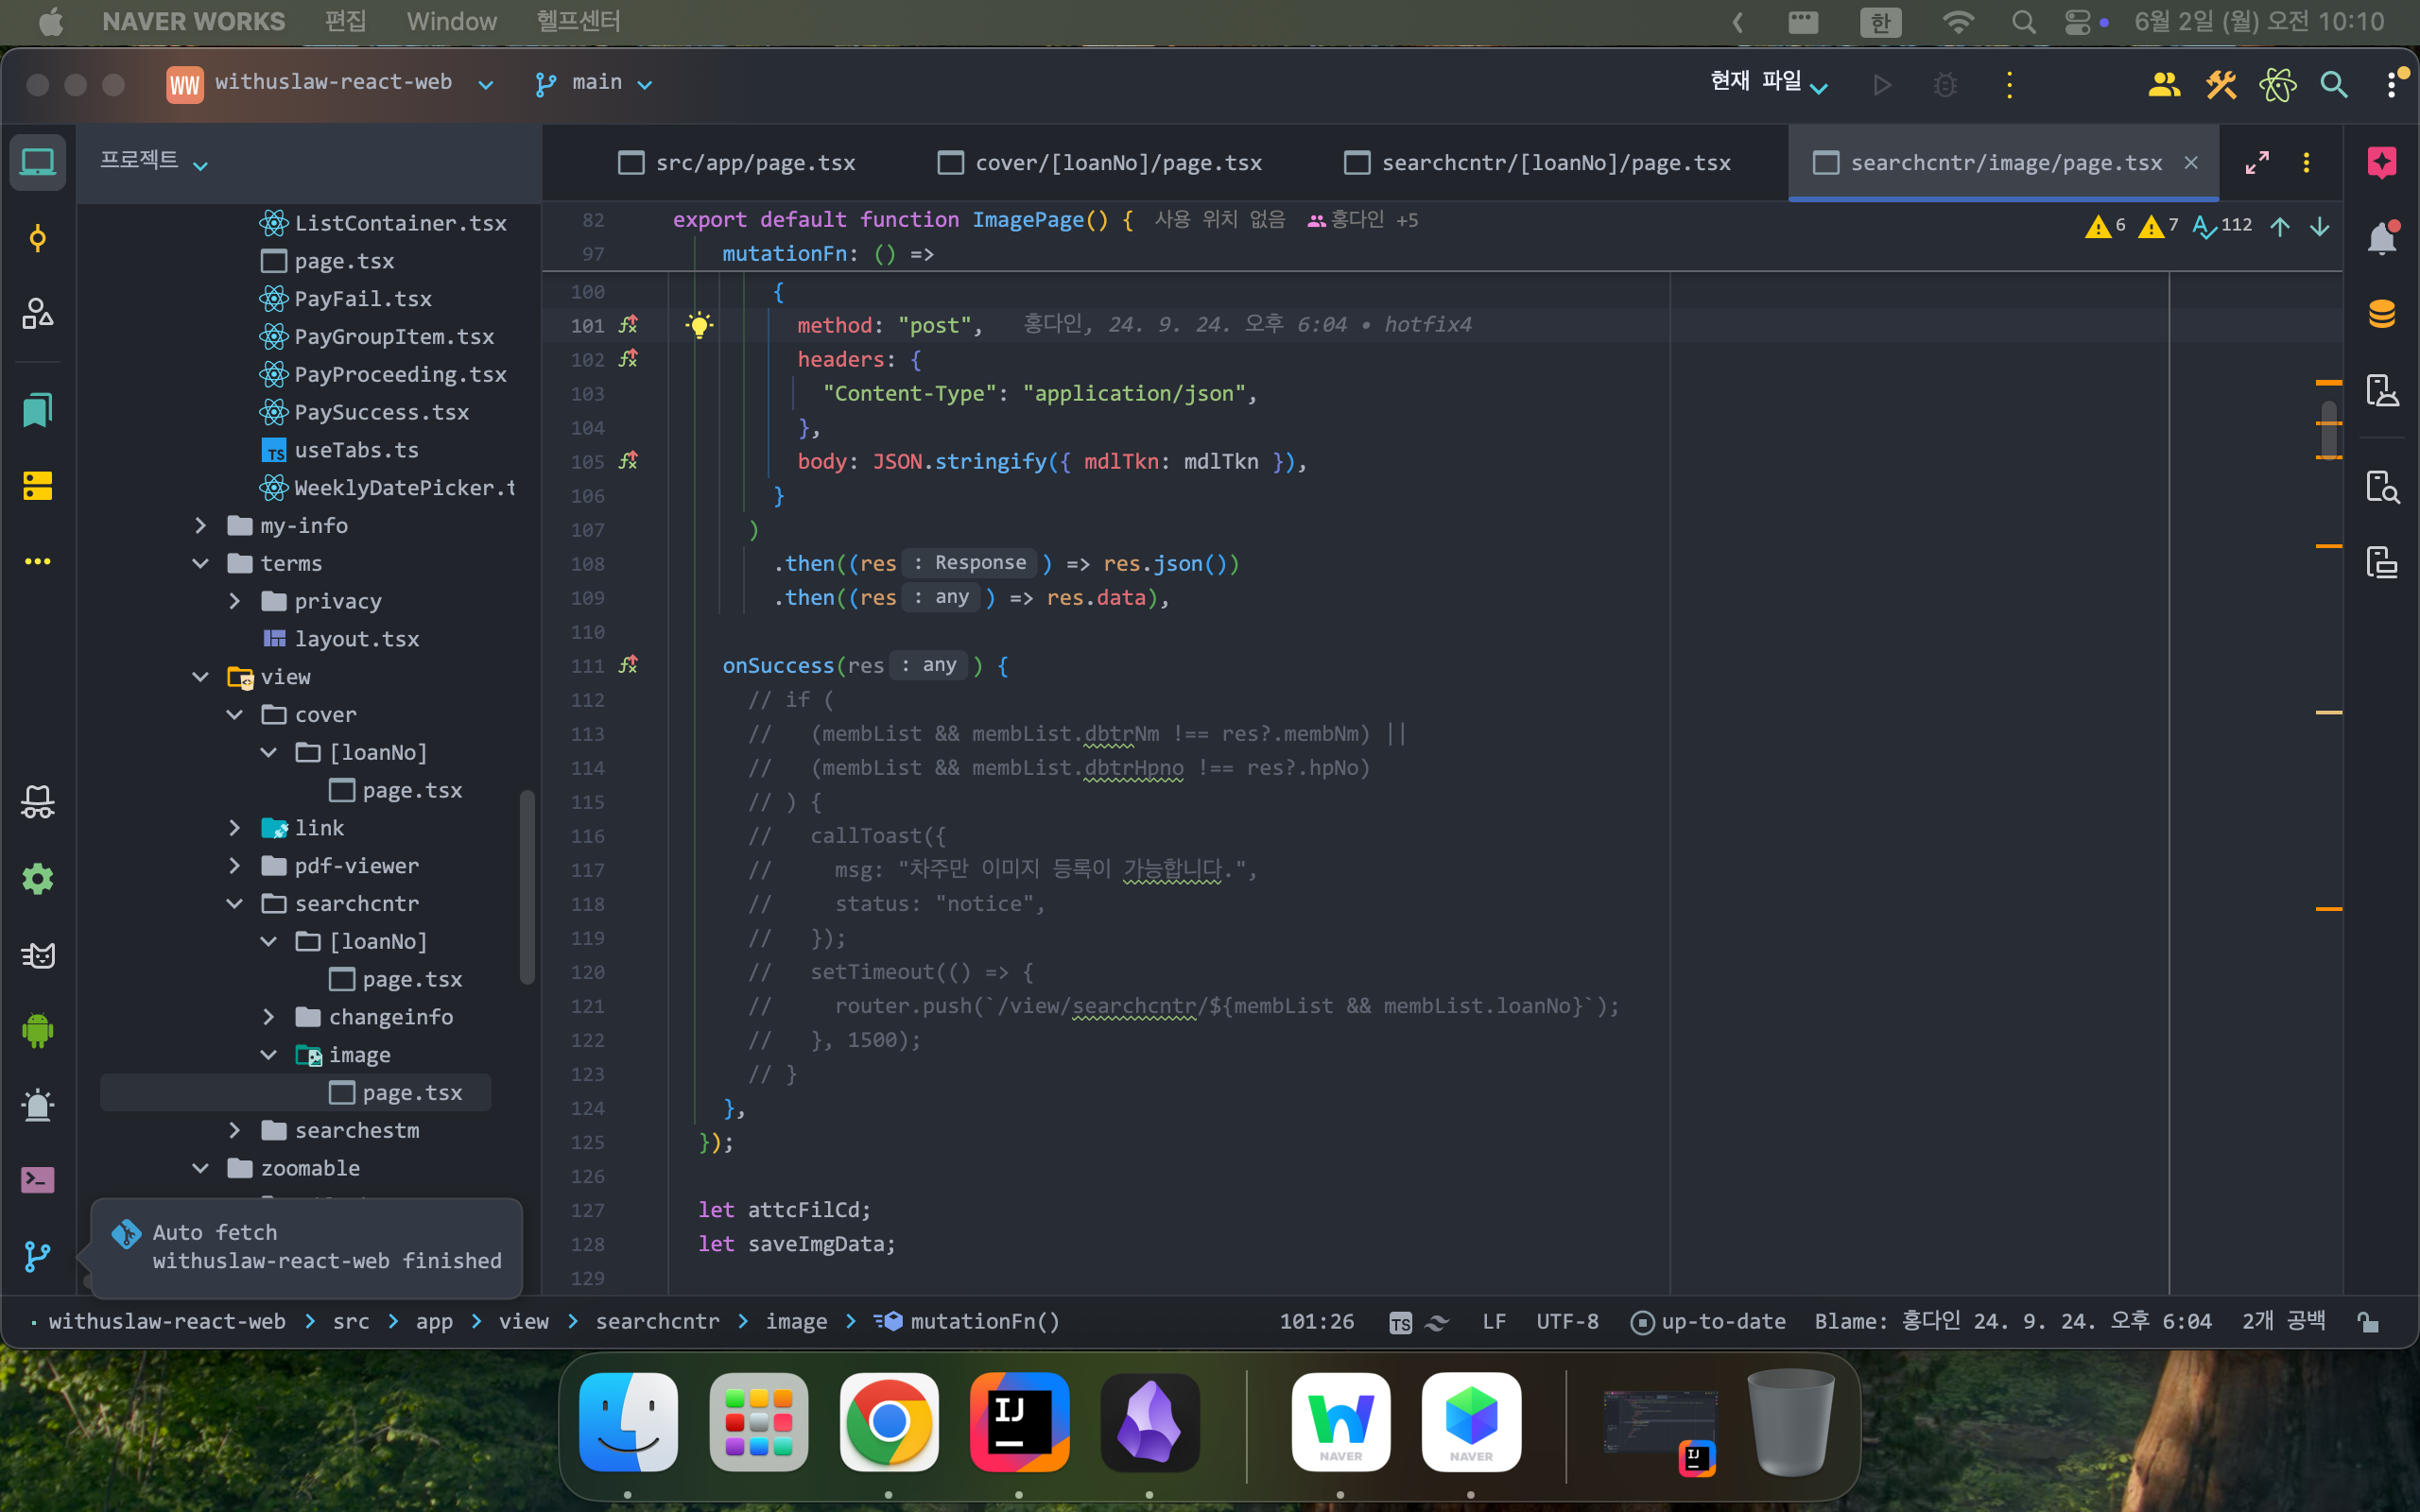 NAVER WORKS 편집 Window 헬프센터 한 6월 2일 (월) 오전 10:10
WW withuslaw-react-web main 현재 파일
프로젝트
src/app/page.tsx cover/[loanNo]/page.tsx searchcntr/[loanNo]/page.tsx searchcntr/image/page.tsx
ListContainer.tsx
page.tsx
PayFail.tsx
PayGroupItem.tsx
PayProceeding.tsx
PaySuccess.tsx
TS useTabs.ts
WeeklyDatePicker.t
my-info
terms
privacy
layout.tsx
view
cover
[loanNo]
page.tsx
link
pdf-viewer
searchcntr
[loanNo]
page.tsx
changeinfo
image
page.tsx
searchestm
zoomable
Auto fetch
withuslaw-react-web finished
6 7 112
82 export default function ImagePage() { 사용 위치 없음 홍다인 +5
97 mutationFn: () =>
100 {
101 method: "post", 홍다인, 24. 9. 24. 오후 6:04 • hotfix4
102 headers: {
103 "Content-Type": "application/json",
104 },
105 body: JSON.stringify({ mdlTkn: mdlTkn }),
106 }
107 )
108 .then((res : Response ) => res.json())
109 .then((res : any ) => res.data),
110
111 onSuccess(res : any ) {
112 // if (
113 //   (membList && membList.dbtrNm !== res?.membNm) ||
114 //   (membList && membList.dbtrHpno !== res?.hpNo)
115 // ) {
116 //   callToast({
117 //     msg: "차주만 이미지 등록이 가능합니다.",
118 //     status: "notice",
119 //   });
120 //   setTimeout(() => {
121 //     router.push(`/view/searchcntr/${membList && membList.loanNo}`);
122 //   }, 1500);
123 // }
124 },
125 });
126
127 let attcFilCd;
128 let saveImgData;
129
withuslaw-react-web > src > app > view > searchcntr > image > mutationFn() 101:26 TS LF UTF-8 up-to-date Blame: 홍다인 24. 9. 24. 오후 6:04 2개 공백
IJ
NAVER
NAVER
IJ